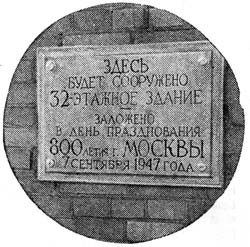 ЗДЕСЬ
БУДЕТ СООРУЖЕНО
32-ЭТАЖНОЕ ЗДАНИЕ
ЗАЛОЖЕНО
В ДЕНЬ ПРАЗДНОВАНИЯ
800 ЛЕТИЯ Г. МОСКВЫ
7 СЕНТЯБРЯ 1947 ГОДА